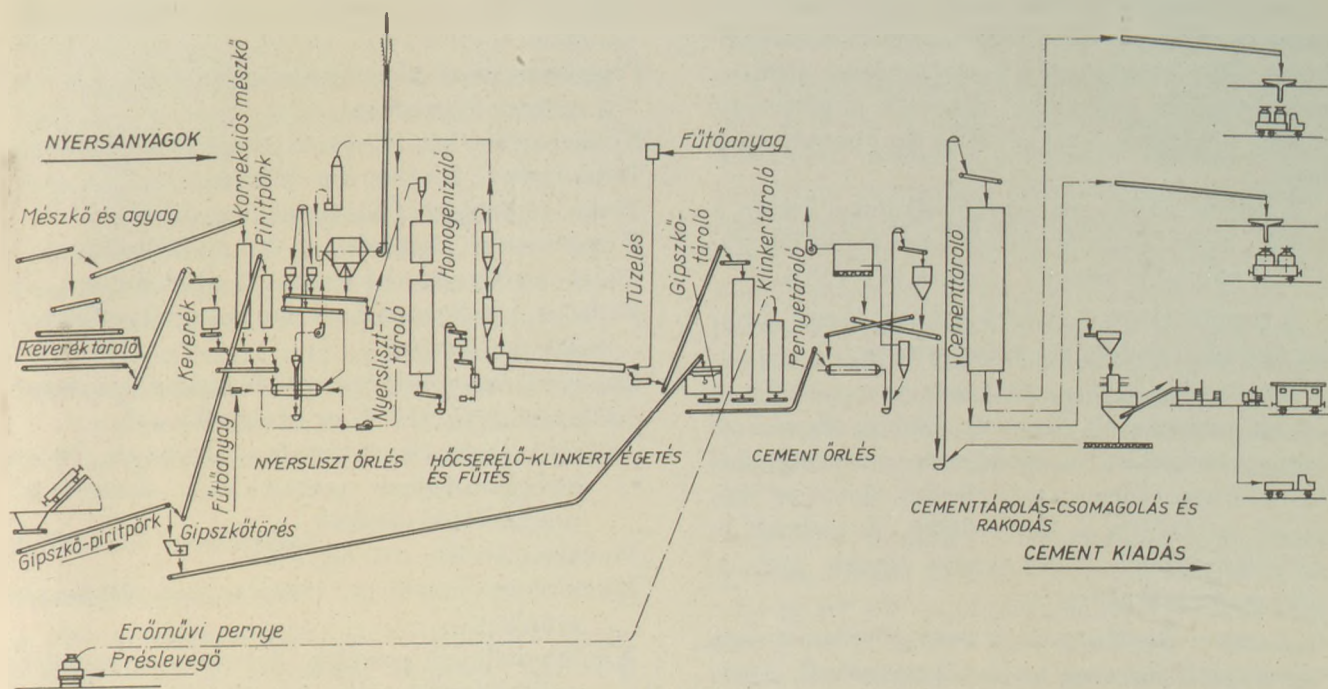 NYERSANYAGOK
Mészkő és agyag
Keveréktároló
Keverék
Korrekciós mészkő
Piritpörk
Fűtőanyag
Gipszkő-piritpörk
Gipszkőtörés
Erőművi pernye
Préslevegő
NYERSLISZT ŐRLÉS
Nyersliszt-
tároló
Homogenizáló
HŐCSERÉLŐ-KLINKERT ÉGETÉS
ÉS FŰTÉS
Tüzelés
Fűtőanyag
Gipszkő-
tároló
Klinkertároló
Pernyetároló
CEMENT ŐRLÉS
Cementtároló
CEMENTTÁROLÁS-CSOMAGOLÁS ÉS
RAKODÁS
CEMENT KIADÁS